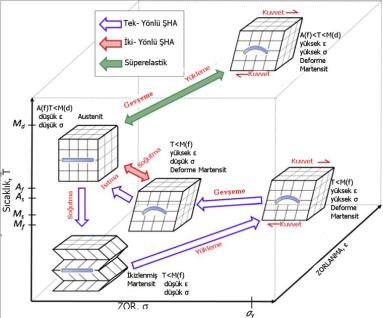 Tek- Yönlü ŞHA
İki- Yönlü ŞHA
Süperelastik
Kuvvet
A(f)<T<M(d)
yüksek ε
yüksek σ
Deforme
Martensit
Kuvvet
Gevşeme
Yükleme
A(f)T<M(d)
düşük ε
düşük σ
Austenit
M_d
A_f
A_s
M_s
M_f
Sıcaklık, T
Soğutma
Isıtma
Soğutma
T<M(f)
yüksek ε
düşük σ
Deforme Martensit
Gevşeme
Yükleme
Kuvvet
T<M(f)
yüksek ε
yüksek σ
Deforme
Martensit
Kuvvet
İkizlenmiş
Martensit
T<M(f)
düşük ε
düşük σ
ZOR, σ
σ_f
ZORLANMA, ε